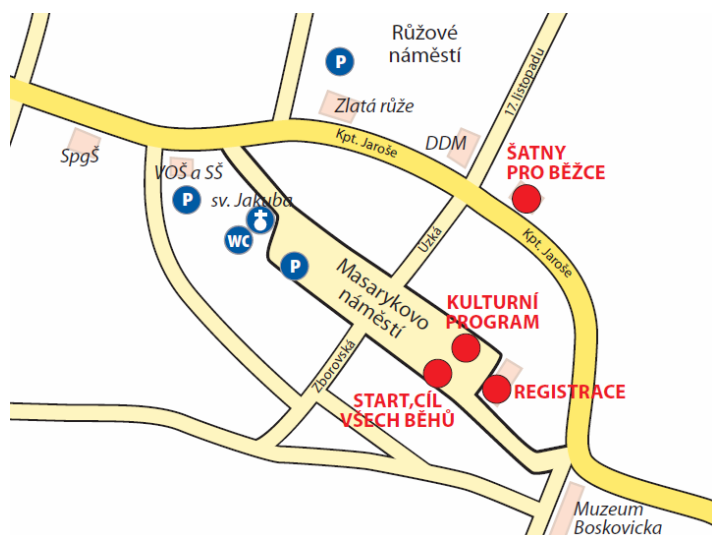 Růžové
náměstí
P
Zlatá růže
17. listopadu
Kpt. Jaroše
DDM
SpgŠ
VOŠ a SŠ
ŠATNY
PRO BĚŽCE
P
sv. Jakuba
WC
Úzká
Kpt. Jaroše
P
Masarykovo
náměstí
KULTURNÍ
PROGRAM
Zborovská
START,CÍL
VŠECH BĚHŮ
REGISTRACE
Muzeum
Boskovicka